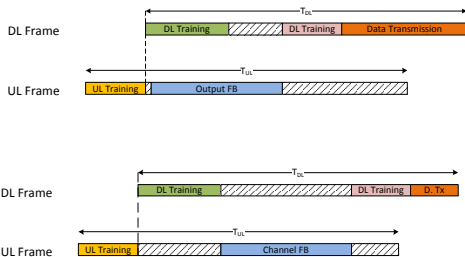 T_DL
DL Frame DL Training DL Training Data Transmission
T_UL
UL Frame UL Training Output FB
T_DL
DL Frame DL Training DL Training D. Tx
T_UL
UL Frame UL Training Channel FB